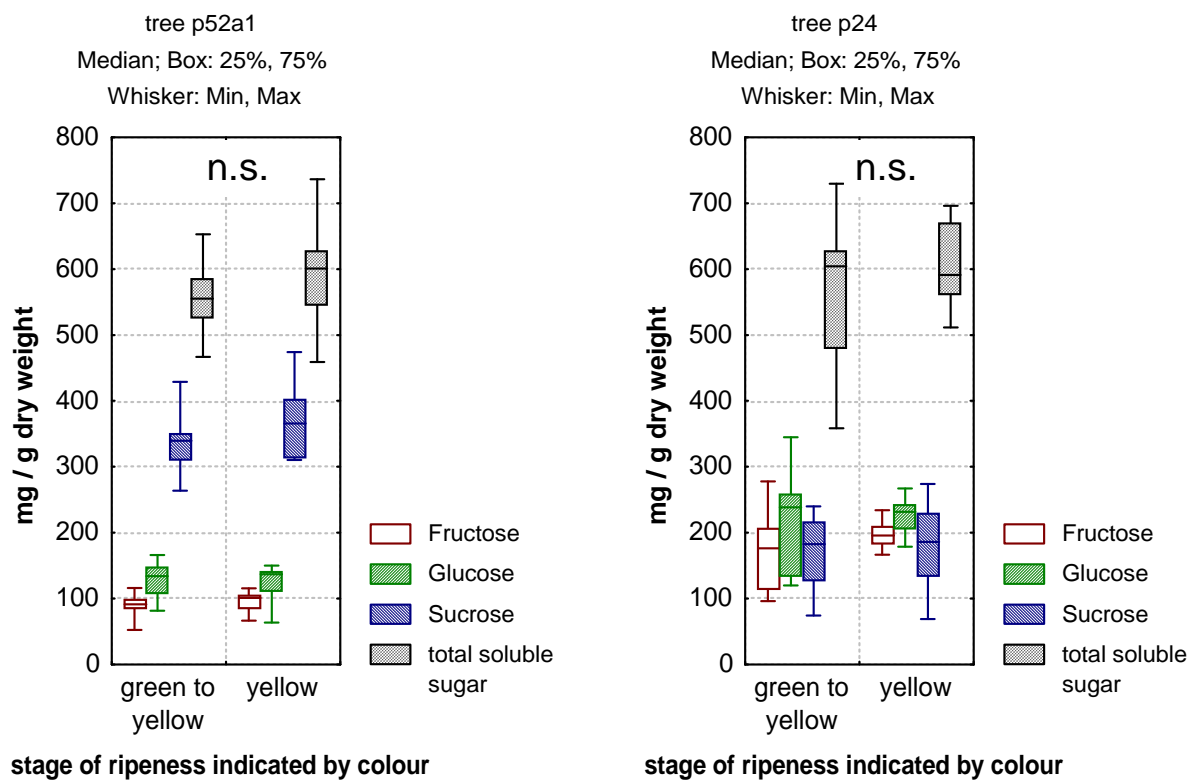 tree p52a1
Median; Box: 25%, 75%
Whisker: Min, Max
800
700
600
500
400
300
200
100
0
mg / g dry weight
n.s.
green to
yellow
yellow
stage of ripeness indicated by colour
Fructose
Glucose
Sucrose
total soluble
sugar
tree p24
Median; Box: 25%, 75%
Whisker: Min, Max
800
700
600
500
400
300
200
100
0
mg / g dry weight
n.s.
green to
yellow
yellow
stage of ripeness indicated by colour
Fructose
Glucose
Sucrose
total soluble
sugar